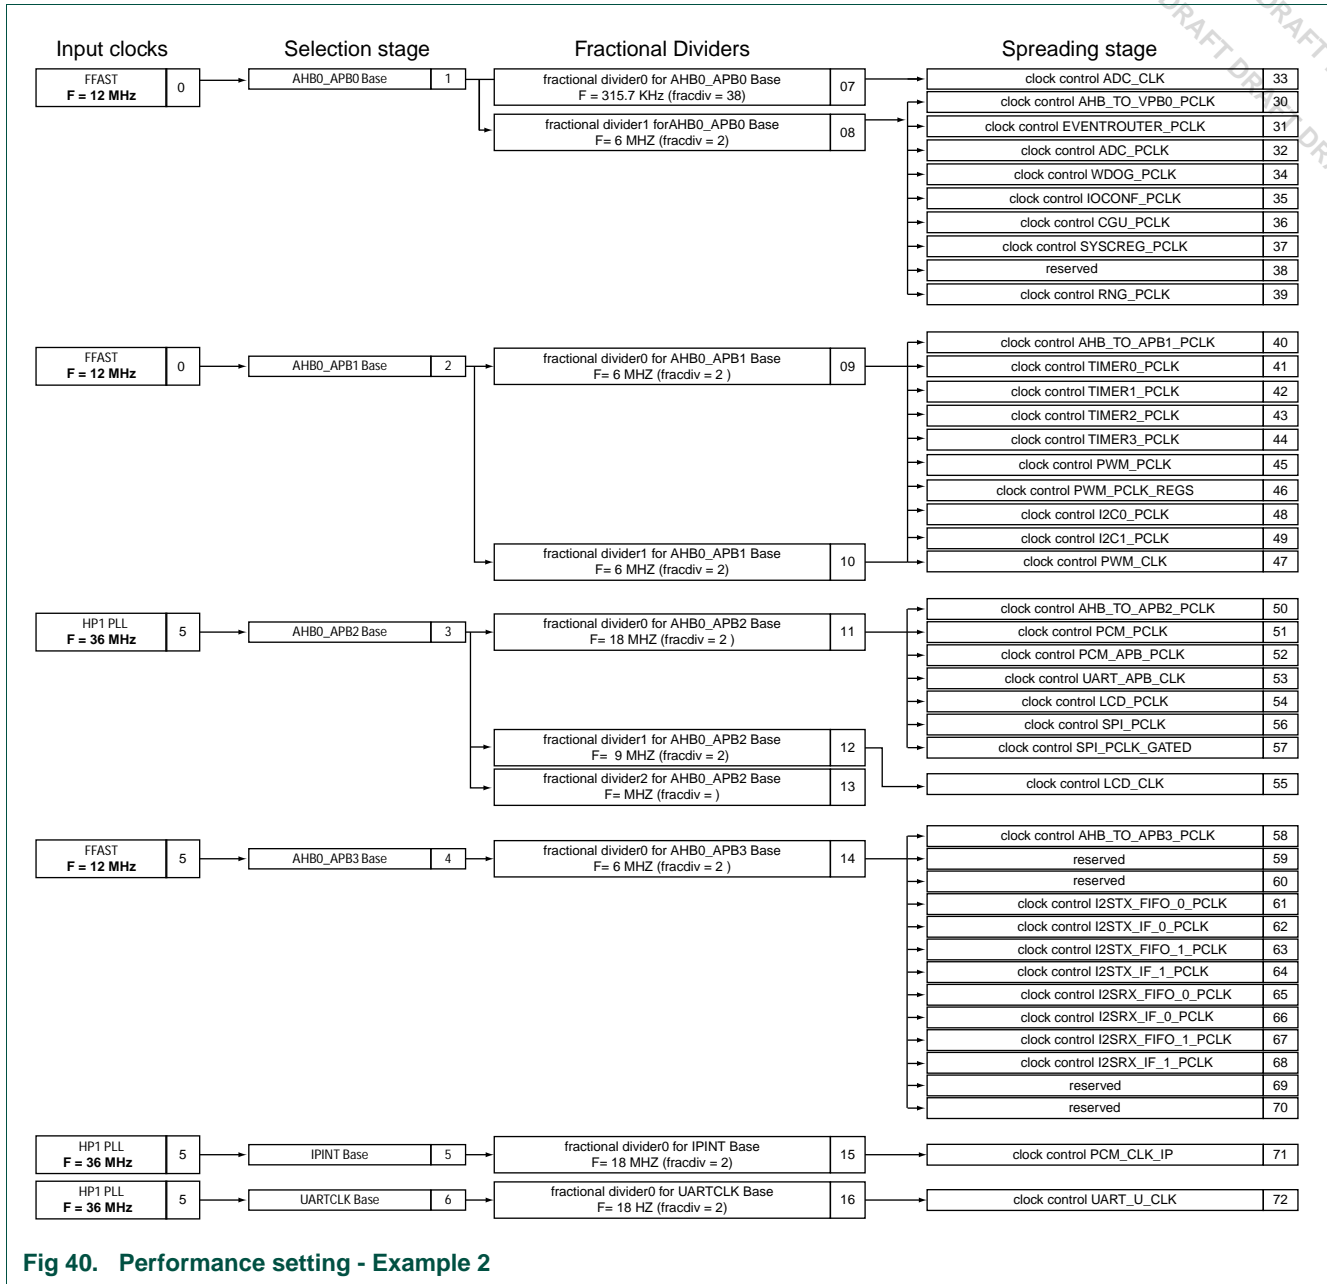 Input clocks
Selection stage
Fractional Dividers
Spreading stage
FFAST
F = 12 MHz
0
AHB0_APB0 Base
1
fractional divider0 for AHB0_APB0 Base
F = 315.7 KHz (fracdiv = 38)
07
fractional divider1 forAHB0_APB0 Base
F= 6 MHZ (fracdiv = 2)
08
clock control ADC_CLK 33
clock control AHB_TO_VPB0_PCLK 30
clock control EVENTROUTER_PCLK 31
clock control ADC_PCLK 32
clock control WDOG_PCLK 34
clock control IOCONF_PCLK 35
clock control CGU_PCLK 36
clock control SYSCREG_PCLK 37
reserved 38
clock control RNG_PCLK 39
FFAST
F = 12 MHz
0
AHB0_APB1 Base
2
fractional divider0 for AHB0_APB1 Base
F= 6 MHZ (fracdiv = 2 )
09
fractional divider1 for AHB0_APB1 Base
F= 6 MHZ (fracdiv = 2)
10
clock control AHB_TO_APB1_PCLK 40
clock control TIMER0_PCLK 41
clock control TIMER1_PCLK 42
clock control TIMER2_PCLK 43
clock control TIMER3_PCLK 44
clock control PWM_PCLK 45
clock control PWM_PCLK_REGS 46
clock control I2C0_PCLK 48
clock control I2C1_PCLK 49
clock control PWM_CLK 47
HP1 PLL
F = 36 MHz
5
AHB0_APB2 Base
3
fractional divider0 for AHB0_APB2 Base
F= 18 MHZ (fracdiv = 2 )
11
fractional divider1 for AHB0_APB2 Base
F= 9 MHZ (fracdiv = 2)
12
fractional divider2 for AHB0_APB2 Base
F= MHZ (fracdiv = )
13
clock control AHB_TO_APB2_PCLK 50
clock control PCM_PCLK 51
clock control PCM_APB_PCLK 52
clock control UART_APB_CLK 53
clock control LCD_PCLK 54
clock control SPI_PCLK 56
clock control SPI_PCLK_GATED 57
clock control LCD_CLK 55
FFAST
F = 12 MHz
5
AHB0_APB3 Base
4
fractional divider0 for AHB0_APB3 Base
F= 6 MHZ (fracdiv = 2 )
14
clock control AHB_TO_APB3_PCLK 58
reserved 59
reserved 60
clock control I2STX_FIFO_0_PCLK 61
clock control I2STX_IF_0_PCLK 62
clock control I2STX_FIFO_1_PCLK 63
clock control I2STX_IF_1_PCLK 64
clock control I2SRX_FIFO_0_PCLK 65
clock control I2SRX_IF_0_PCLK 66
clock control I2SRX_FIFO_1_PCLK 67
clock control I2SRX_IF_1_PCLK 68
reserved 69
reserved 70
HP1 PLL
F = 36 MHz
5
IPINT Base
5
fractional divider0 for IPINT Base
F= 18 MHZ (fracdiv = 2)
15
clock control PCM_CLK_IP 71
HP1 PLL
F = 36 MHz
5
UARTCLK Base
6
fractional divider0 for UARTCLK Base
F= 18 HZ (fracdiv = 2)
16
clock control UART_U_CLK 72
Fig 40. Performance setting - Example 2